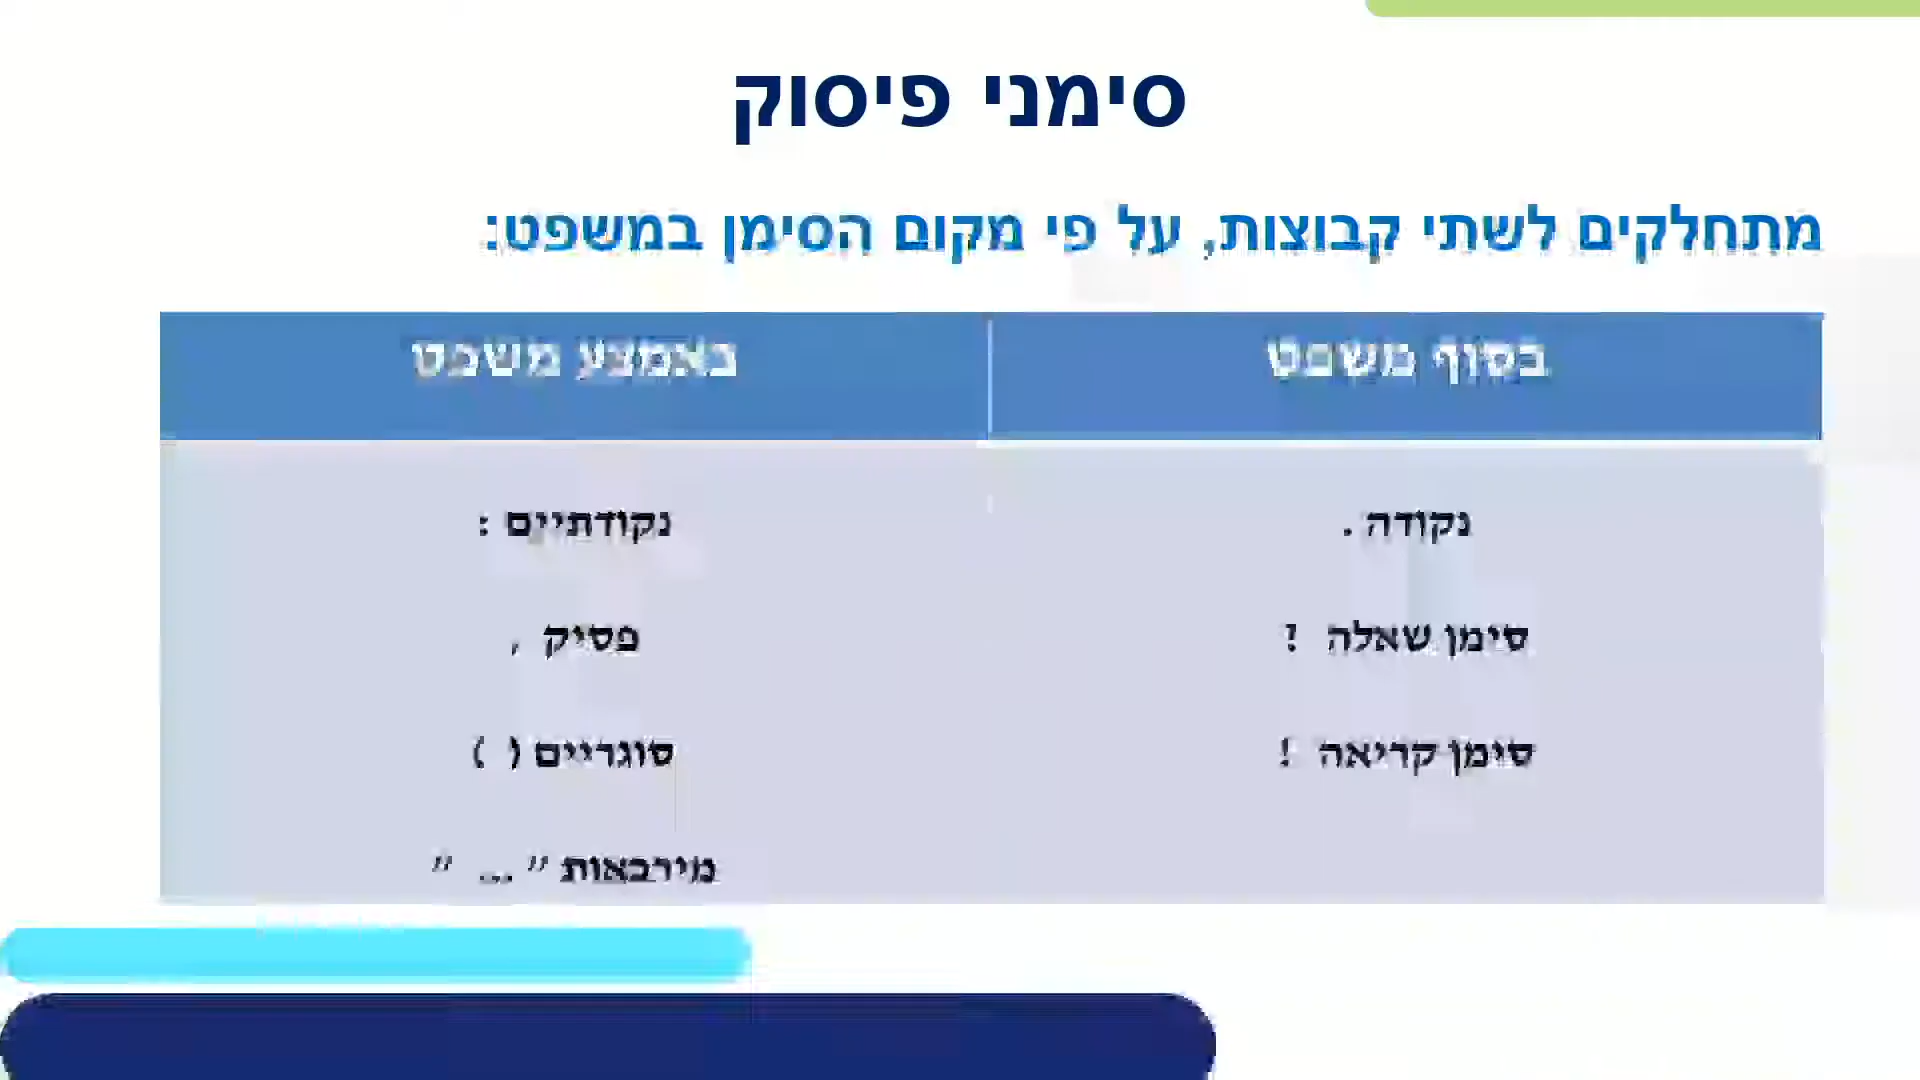 סימני פיסוק
מתחלקים לשתי קבוצות, על פי מקום הסימן במשפט:
בסוף משפט
באמצע משפט
נקודה .
נקודתיים :
סימן שאלה ?
פסיק ,
סימן קריאה !
סוגריים ( )
מירכאות " ... "